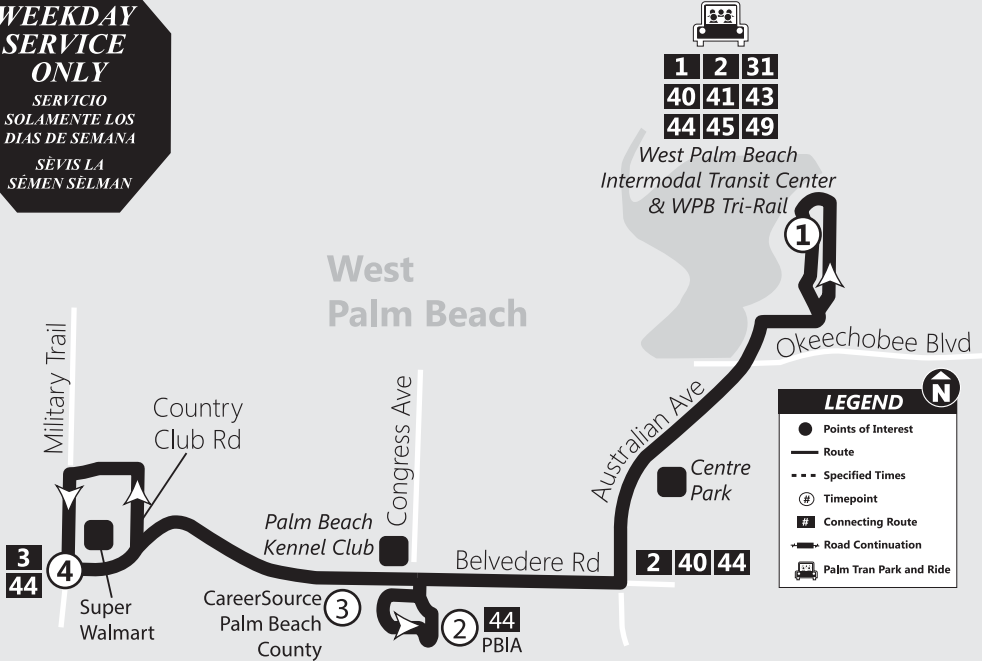 WEEKDAY
SERVICE
ONLY
SERVICIO
SOLAMENTE LOS
DIAS DE SEMANA
SÈVIS LA
SÉMEN SÈLMAN
1 2 31
40 41 43
44 45 49
West Palm Beach
Intermodal Transit Center
& WPB Tri-Rail
1
West
Palm Beach
Okeechobee Blvd
Military Trail
Country
Club Rd
Congress Ave
Australian Ave
Centre
Park
LEGEND
N
Points of Interest
Route
Specified Times
# Timepoint
# Connecting Route
Road Continuation
Palm Tran Park and Ride
Palm Beach
Kennel Club
Belvedere Rd
2 40 44
3
44
4
Super
Walmart
CareerSource
Palm Beach
County
3
2
44
PBIA